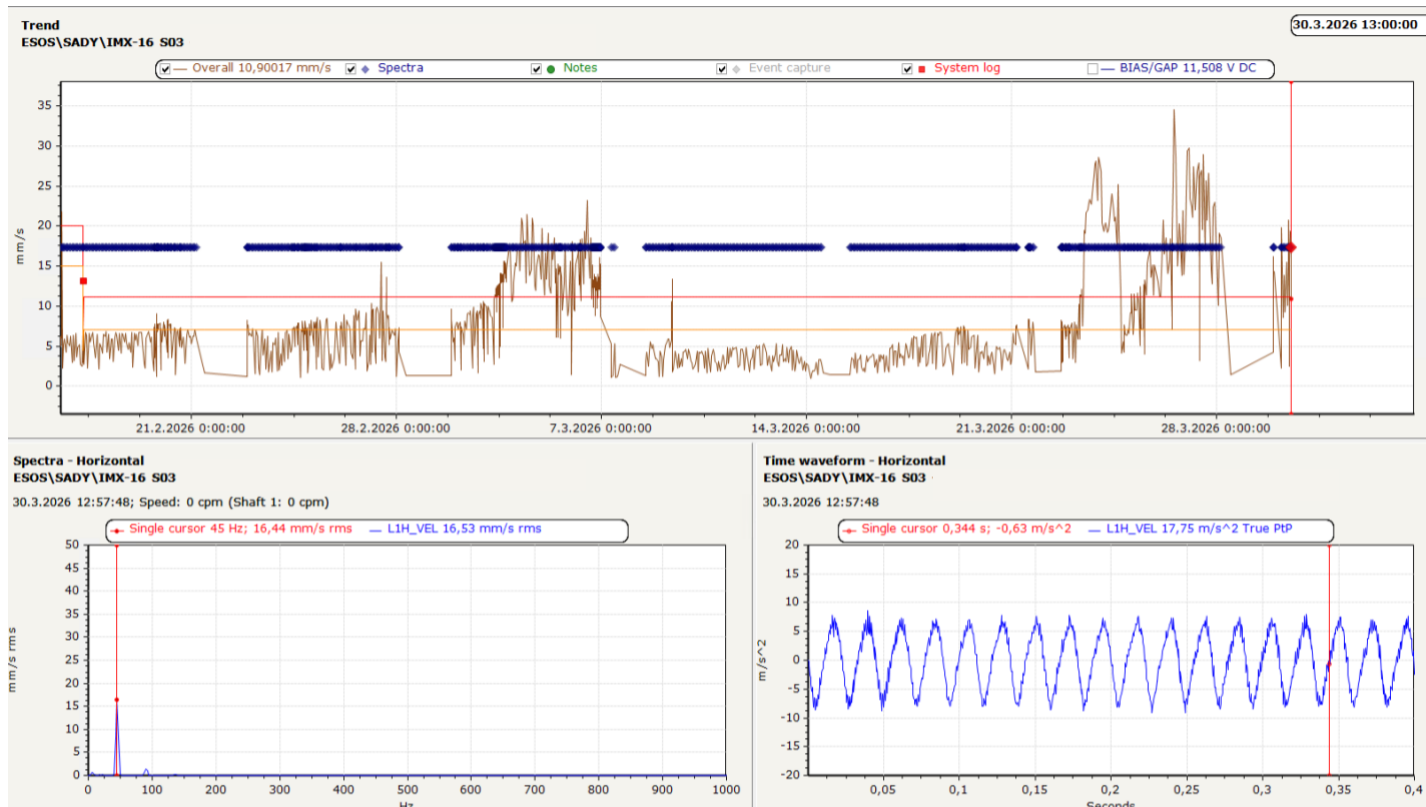 Trend
ESOS\SADY\IMX-16 S03
30.3.2026 13:00:00
Overall 10,90017 mm/s Spectra Notes Event capture System log BIAS/GAP 11,508 V DC
35
30
25
20
15
10
5
0
mm/s
21.2.2026 0:00:00 28.2.2026 0:00:00 7.3.2026 0:00:00 14.3.2026 0:00:00 21.3.2026 0:00:00 28.3.2026 0:00:00
Spectra - Horizontal
ESOS\SADY\IMX-16 S03
30.3.2026 12:57:48; Speed: 0 cpm (Shaft 1: 0 cpm)
Single cursor 45 Hz; 16,44 mm/s rms L1H_VEL 16,53 mm/s rms
50
45
40
35
30
25
20
15
10
5
0
mm/s rms
0 100 200 300 400 500 600 700 800 900 1000
Hz
Time waveform - Horizontal
ESOS\SADY\IMX-16 S03
30.3.2026 12:57:48
Single cursor 0,344 s; -0,63 m/s^2 L1H_VEL 17,75 m/s^2 True PtP
20
15
10
5
0
-5
-10
-15
-20
m/s^2
0,05 0,1 0,15 0,2 0,25 0,3 0,35 0,4
Seconds